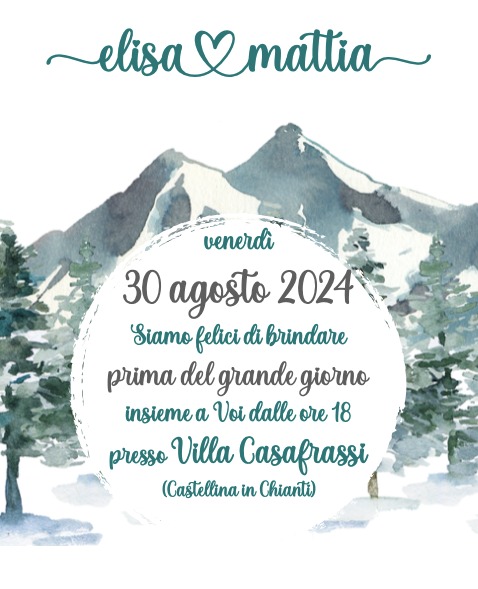 elisa mattia
venerdì
30 agosto 2024
Siamo felici di brindare
prima del grande giorno
insieme a Voi dalle ore 18
presso Villa Casafrassi
(Castellina in Chianti)